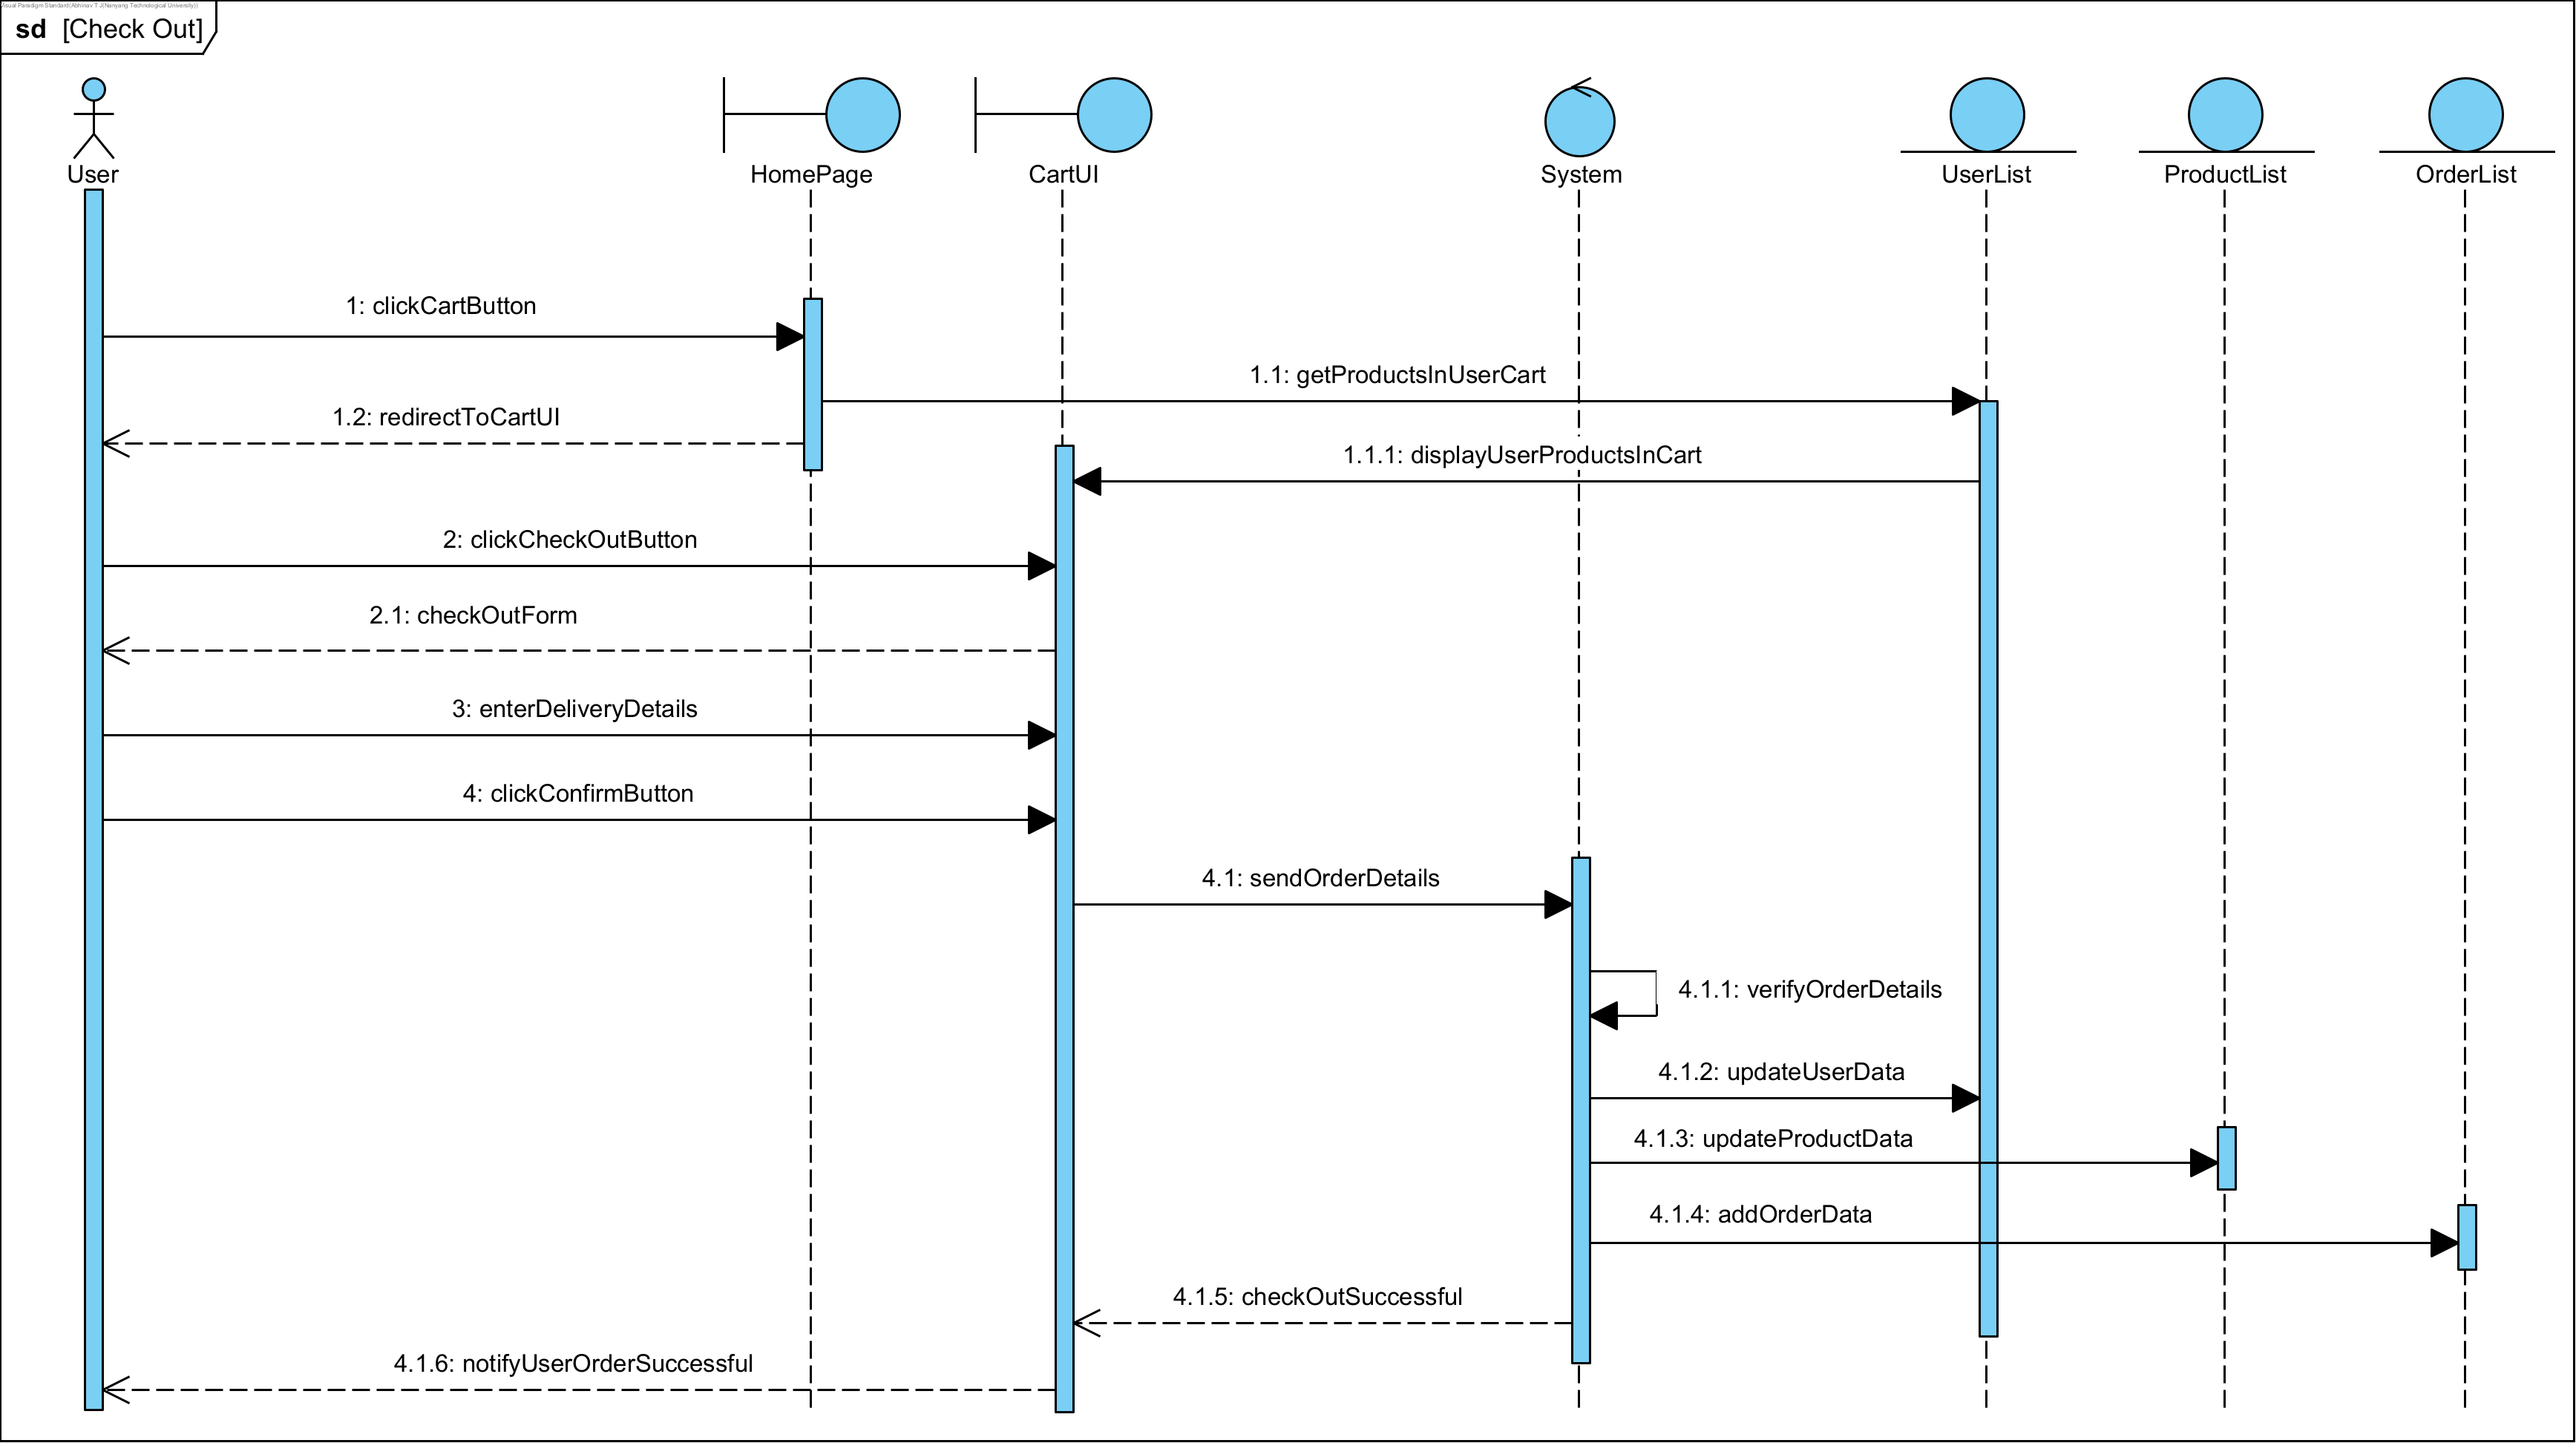 Visual Paradigm Standard(Abhinav T J(Nanyang Technological University))
sd [Check Out]
User
HomePage
CartUI
System
UserList
ProductList
OrderList
1: clickCartButton
1.1: getProductsInUserCart
1.2: redirectToCartUI
1.1.1: displayUserProductsInCart
2: clickCheckOutButton
2.1: checkOutForm
3: enterDeliveryDetails
4: clickConfirmButton
4.1: sendOrderDetails
4.1.1: verifyOrderDetails
4.1.2: updateUserData
4.1.3: updateProductData
4.1.4: addOrderData
4.1.5: checkOutSuccessful
4.1.6: notifyUserOrderSuccessful